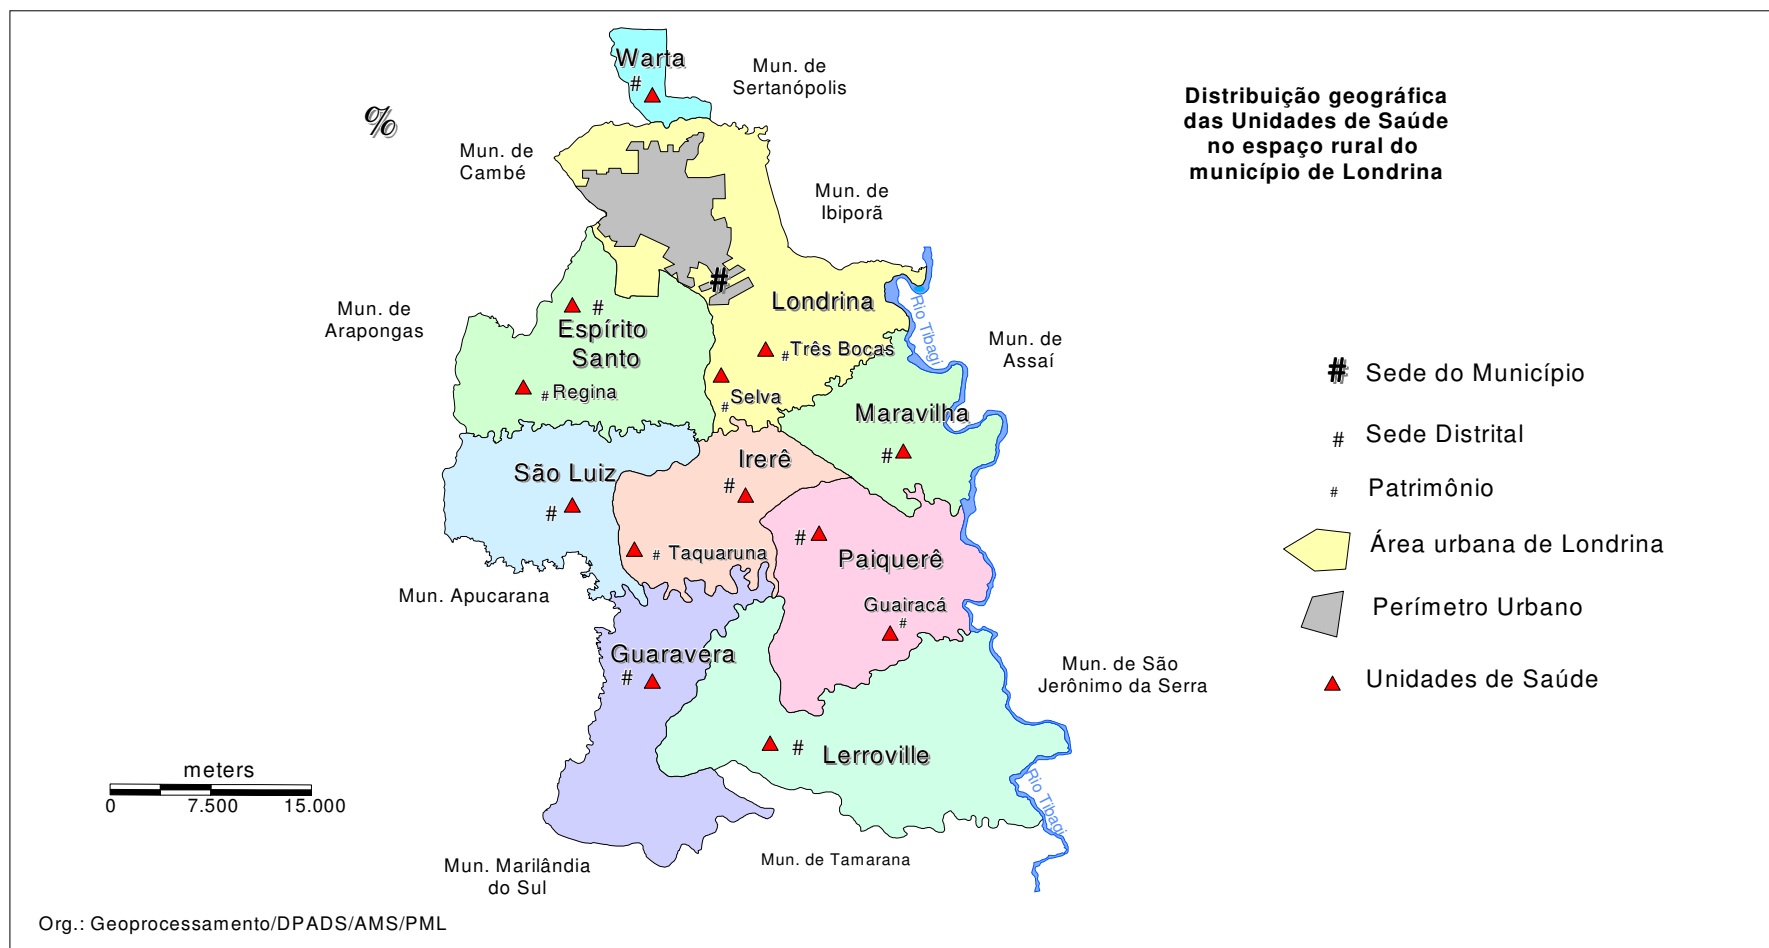 Warta
#
Mun. de
Sertanópolis
%
Distribuição geográfica
das Unidades de Saúde
no espaço rural do
município de Londrina
Mun. de
Cambé
Mun. de
Ibiporã
#
Londrina
Rio Tibagi
Mun. de
Arapongas
#
Espírito
Santo
# Três Bocas
Mun. de
Assaí
# Regina
# Selva
Maravilha
#
# Sede do Município
# Sede Distrital
# Patrimônio
Área urbana de Londrina
Perímetro Urbano
Unidades de Saúde
São Luiz
#
Irerê
#
# Taquaruna
#
Paiquerê
Guairacá
#
Mun. Apucarana
Guaravera
#
Mun. de São
Jerônimo da Serra
# Lerroville
Rio Tibagi
meters
0 7.500 15.000
Mun. Marilândia
do Sul
Mun. de Tamarana
Org.: Geoprocessamento/DPADS/AMS/PML